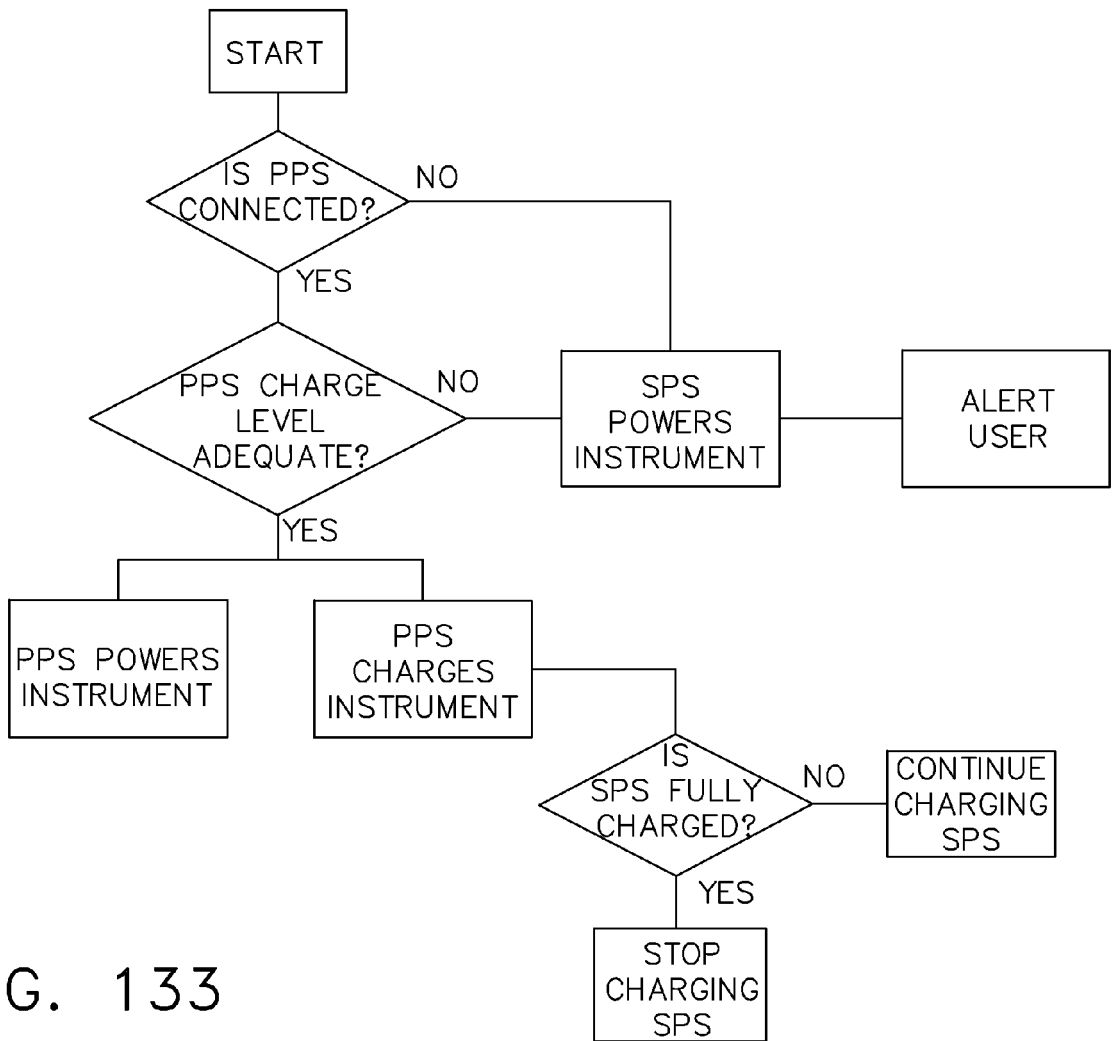 START
IS PPS
CONNECTED?
NO
YES
PPS CHARGE
LEVEL
ADEQUATE?
NO
SPS
POWERS
INSTRUMENT
ALERT
USER
YES
PPS POWERS
INSTRUMENT
PPS
CHARGES
INSTRUMENT
IS
SPS FULLY
CHARGED?
NO
CONTINUE
CHARGING
SPS
YES
STOP
CHARGING
SPS
G. 133